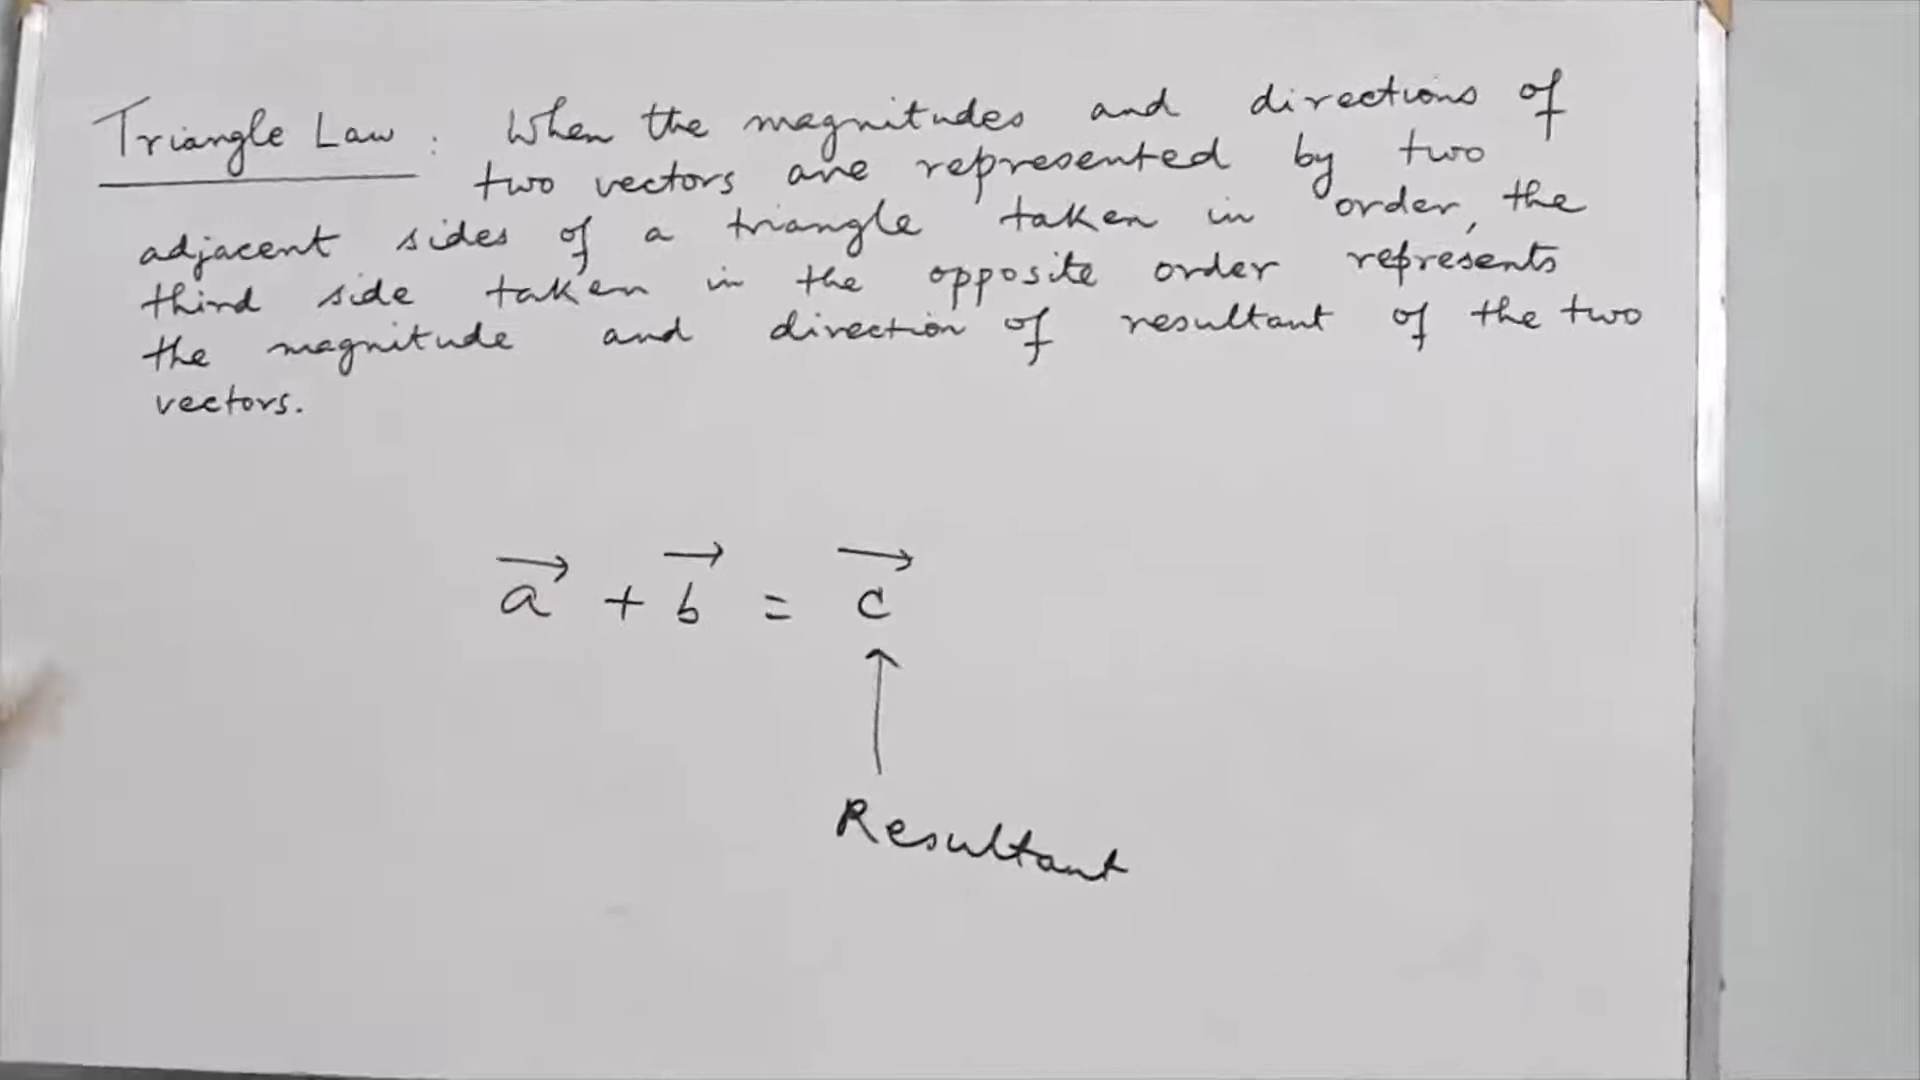 Triangle Law : When the magnitudes and directions of
two vectors are represented by two
adjacent sides of a triangle taken in order, the
third side taken in the opposite order represents
the magnitude and direction of resultant of the two
vectors.
a⃗ + b⃗ = c⃗
Resultant